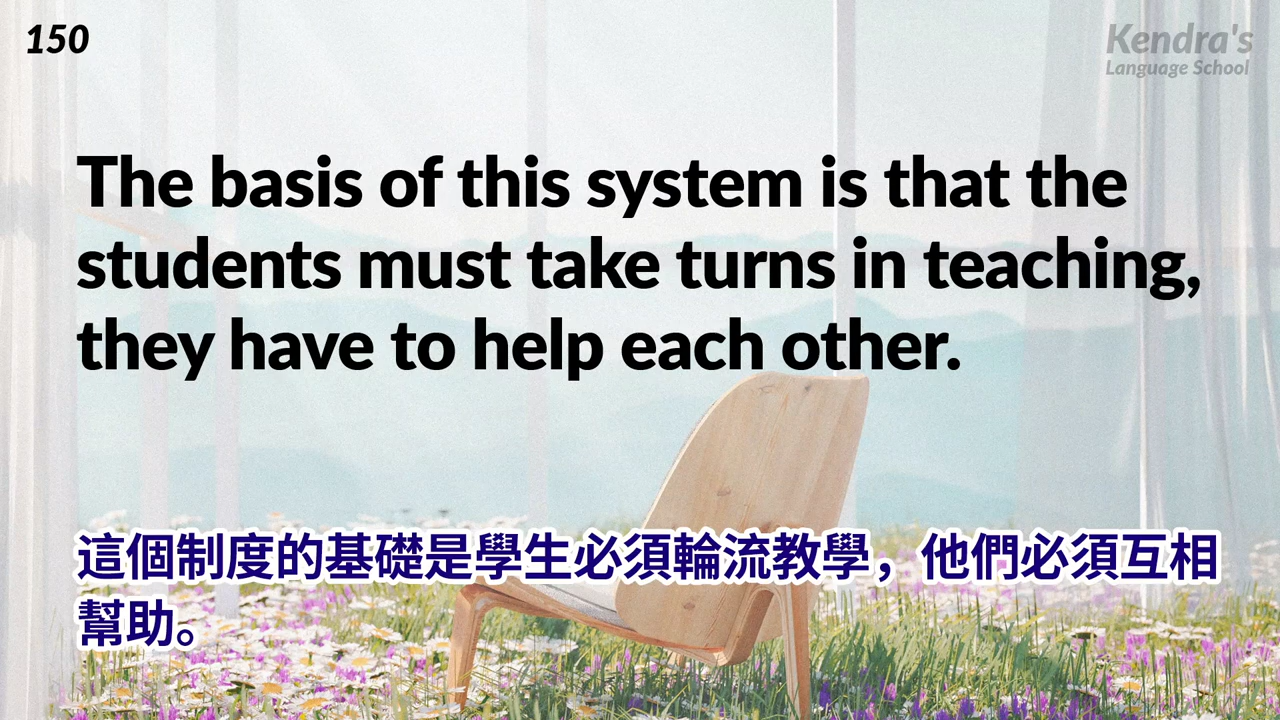 150
Kendra's
Language School
The basis of this system is that the
students must take turns in teaching,
they have to help each other.
這個制度的基礎是學生必須輪流教學，他們必須互相
幫助。